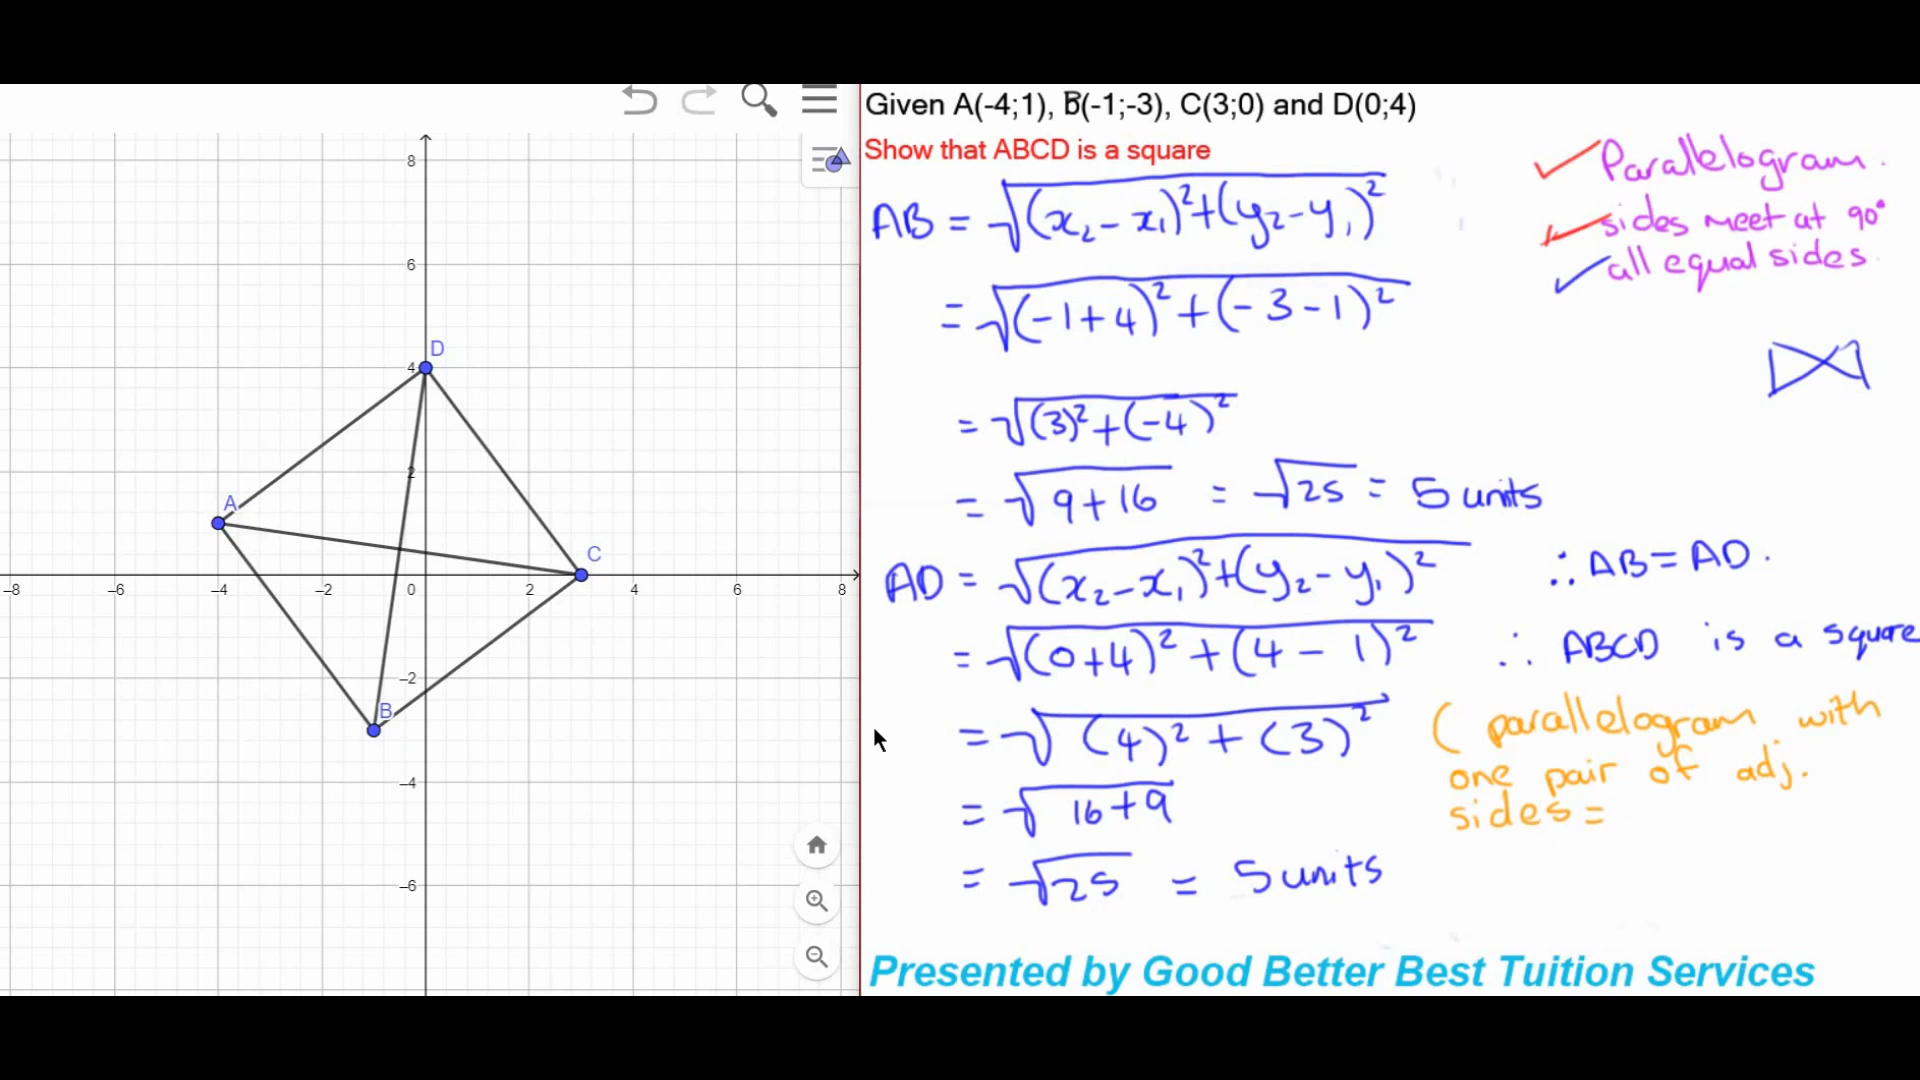 Given A(-4;1), B(-1;-3), C(3;0) and D(0;4)
Show that ABCD is a square
AB = √(x₂-x₁)²+(y₂-y₁)²
= √(-1+4)²+(-3-1)²
= √(3)²+(-4)²
= √9+16 = √25 = 5 units
AD = √(x₂-x₁)²+(y₂-y₁)²
= √(0+4)²+(4-1)²
= √(4)²+(3)²
= √16+9
= √25 = 5 units
✓ Parallelogram.
sides meet at 90°
✓ all equal sides
∴ AB = AD.
∴ ABCD is a square
(parallelogram with
one pair of adj.
sides =
D
A
C
B
8
6
4
2
-8 -6 -4 -2 0 2 4 6 8
-2
-4
-6
Presented by Good Better Best Tuition Services